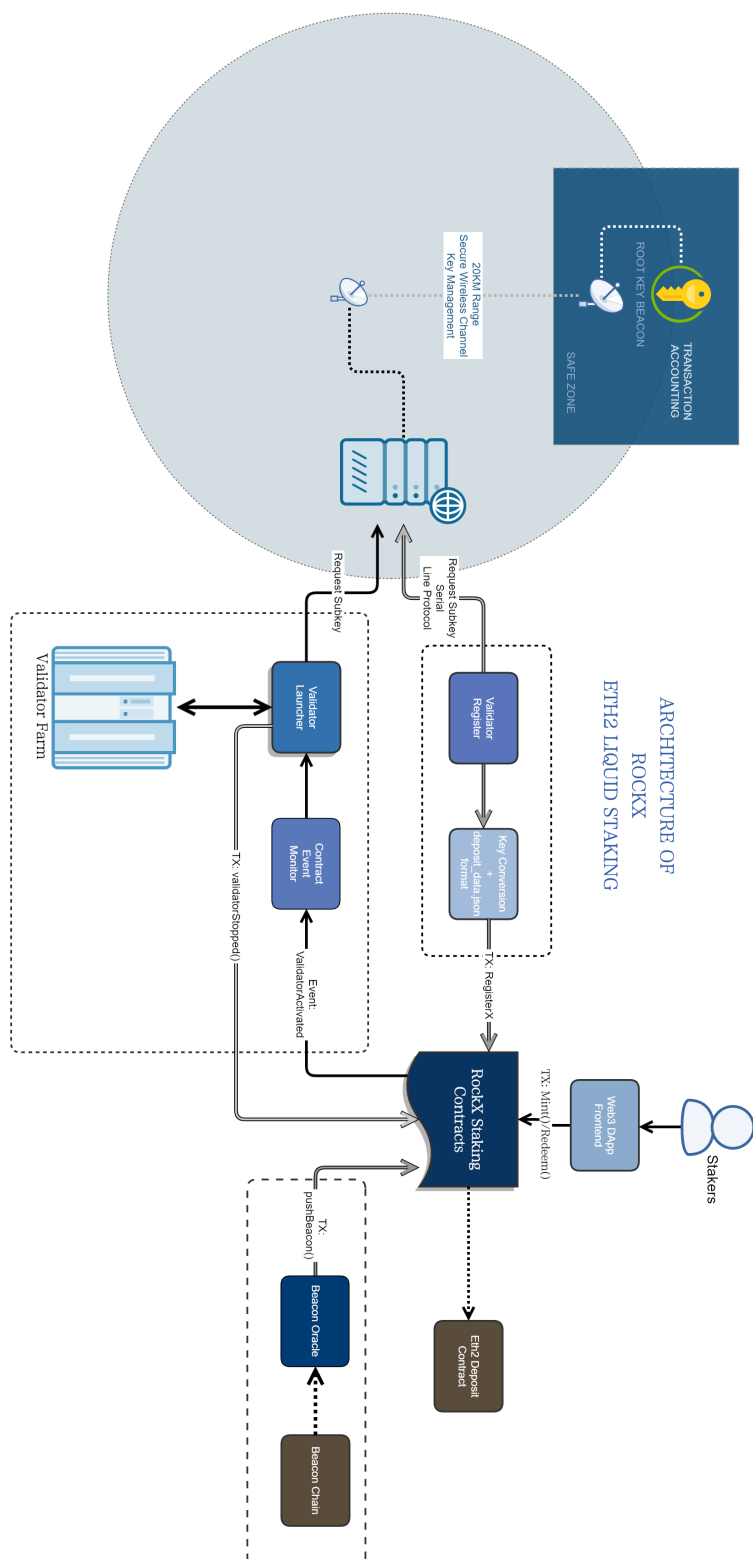 ARCHITECTURE OF
ROCKX
ETH2 LIQUID STAKING
TRANSACTION
ACCOUNTING
ROOT KEY BEACON
SAFE ZONE
20KM Range
Secure Wireless Channel
Key Management
Request Subkey
Serial
Line Protocol
Request Subkey
Validator
Register
Key Conversion
+
deposit_data.json
format
TX: RegisterX
Stakers
Web3 DApp
Frontend
TX: Mint()/Redeem()
RockX Staking
Contracts
Eth2 Deposit
Contract
Validator
Launcher
Contract
Event
Monitor
Event:
ValidatorActivated
TX: validatorStopped()
Validator Farm
TX:
pushBeacon()
Beacon Oracle
Beacon Chain